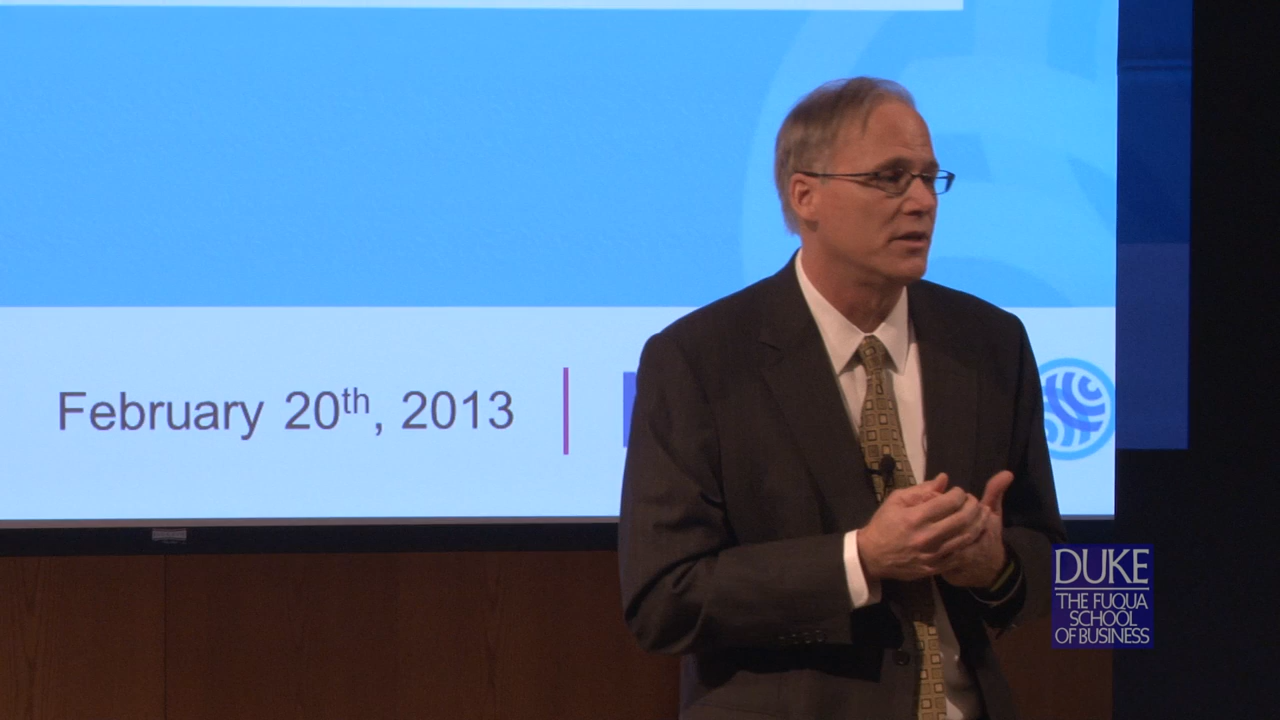 February 20th, 2013
DUKE
THE FUQUA
SCHOOL
OF BUSINESS